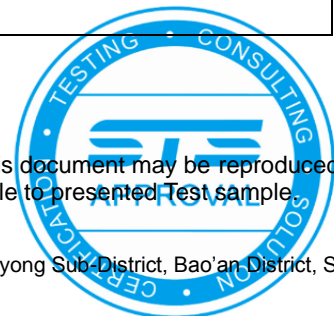 TESTING • CONSULTING
CERTIFICATION • SOLUTION
STS
APPROVAL
s document may be reproduced
le to presented Test sample.
yong Sub-District, Bao'an District, S